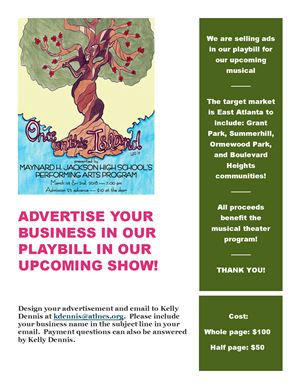 Once
on this Island
presented by
MAYNARD H. JACKSON HIGH SCHOOL'S
PERFORMING ARTS PROGRAM
ADVERTISE YOUR
BUSINESS IN OUR
PLAYBILL IN OUR
UPCOMING SHOW!
Design your advertisement and email to Kelly
Dennis at kdennis@atlncs.org. Please include
your business name in the subject line in your
email. Payment questions can also be answered
by Kelly Dennis.
We are selling ads
in our playbill for
our upcoming
musical
The target market
is East Atlanta to
include: Grant
Park, Summerhill,
Ormewood Park,
and Boulevard
Heights
communities!
All proceeds
benefit the
musical theater
program!
THANK YOU!
Cost:
Whole page: $100
Half page: $50